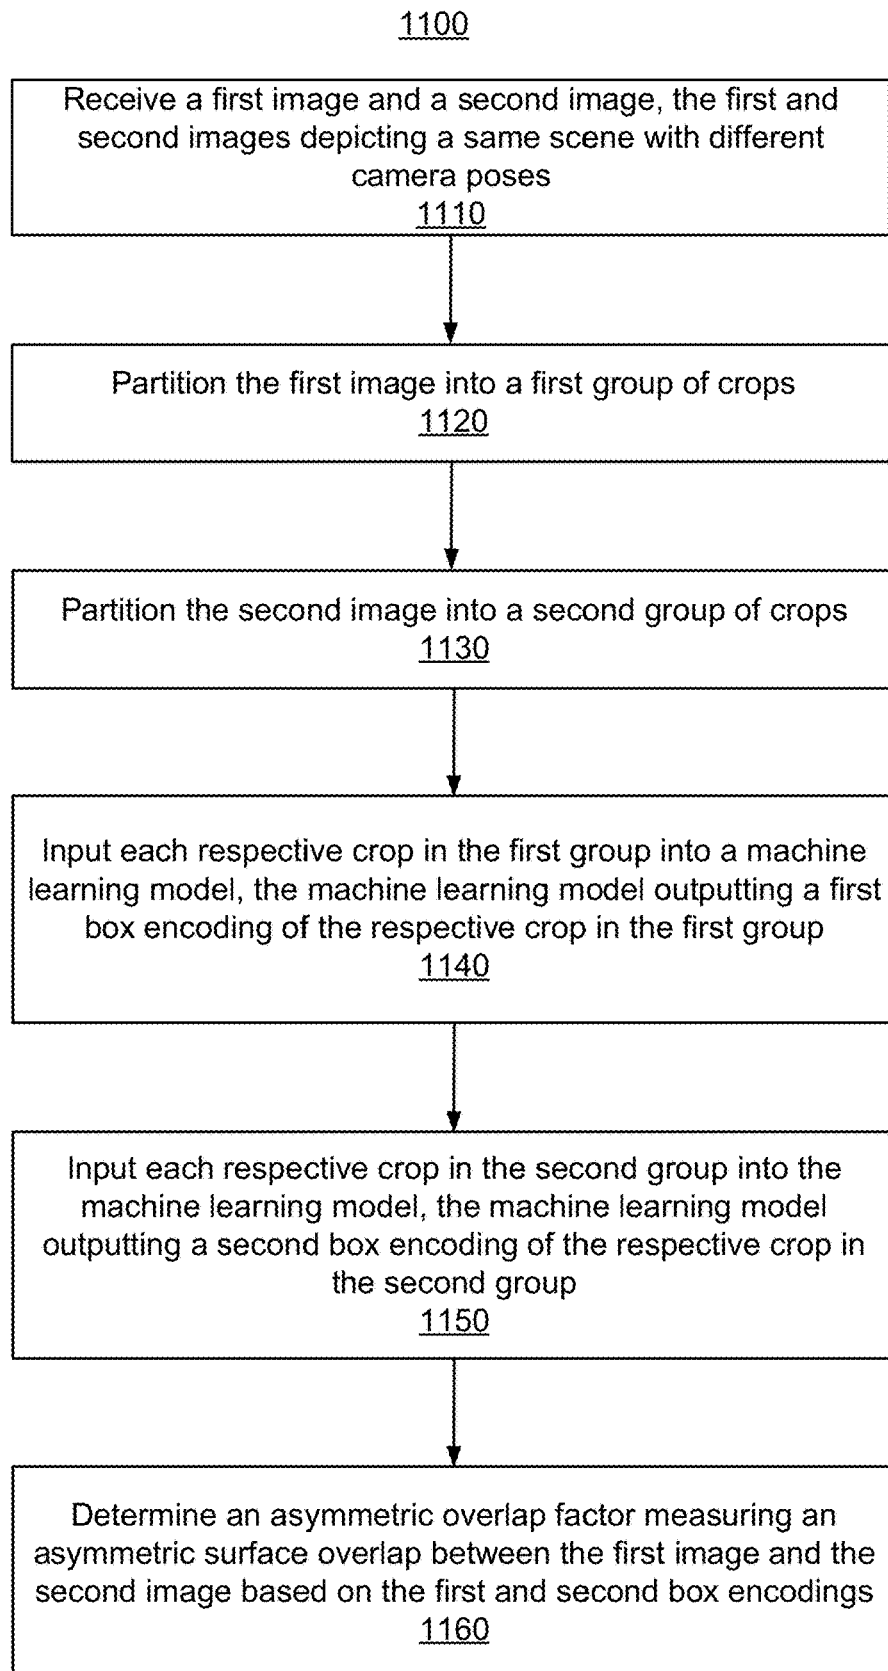 1100
Receive a first image and a second image, the first and
second images depicting a same scene with different
camera poses
1110
Partition the first image into a first group of crops
1120
Partition the second image into a second group of crops
1130
Input each respective crop in the first group into a machine
learning model, the machine learning model outputting a first
box encoding of the respective crop in the first group
1140
Input each respective crop in the second group into the
machine learning model, the machine learning model
outputting a second box encoding of the respective crop in
the second group
1150
Determine an asymmetric overlap factor measuring an
asymmetric surface overlap between the first image and the
second image based on the first and second box encodings
1160